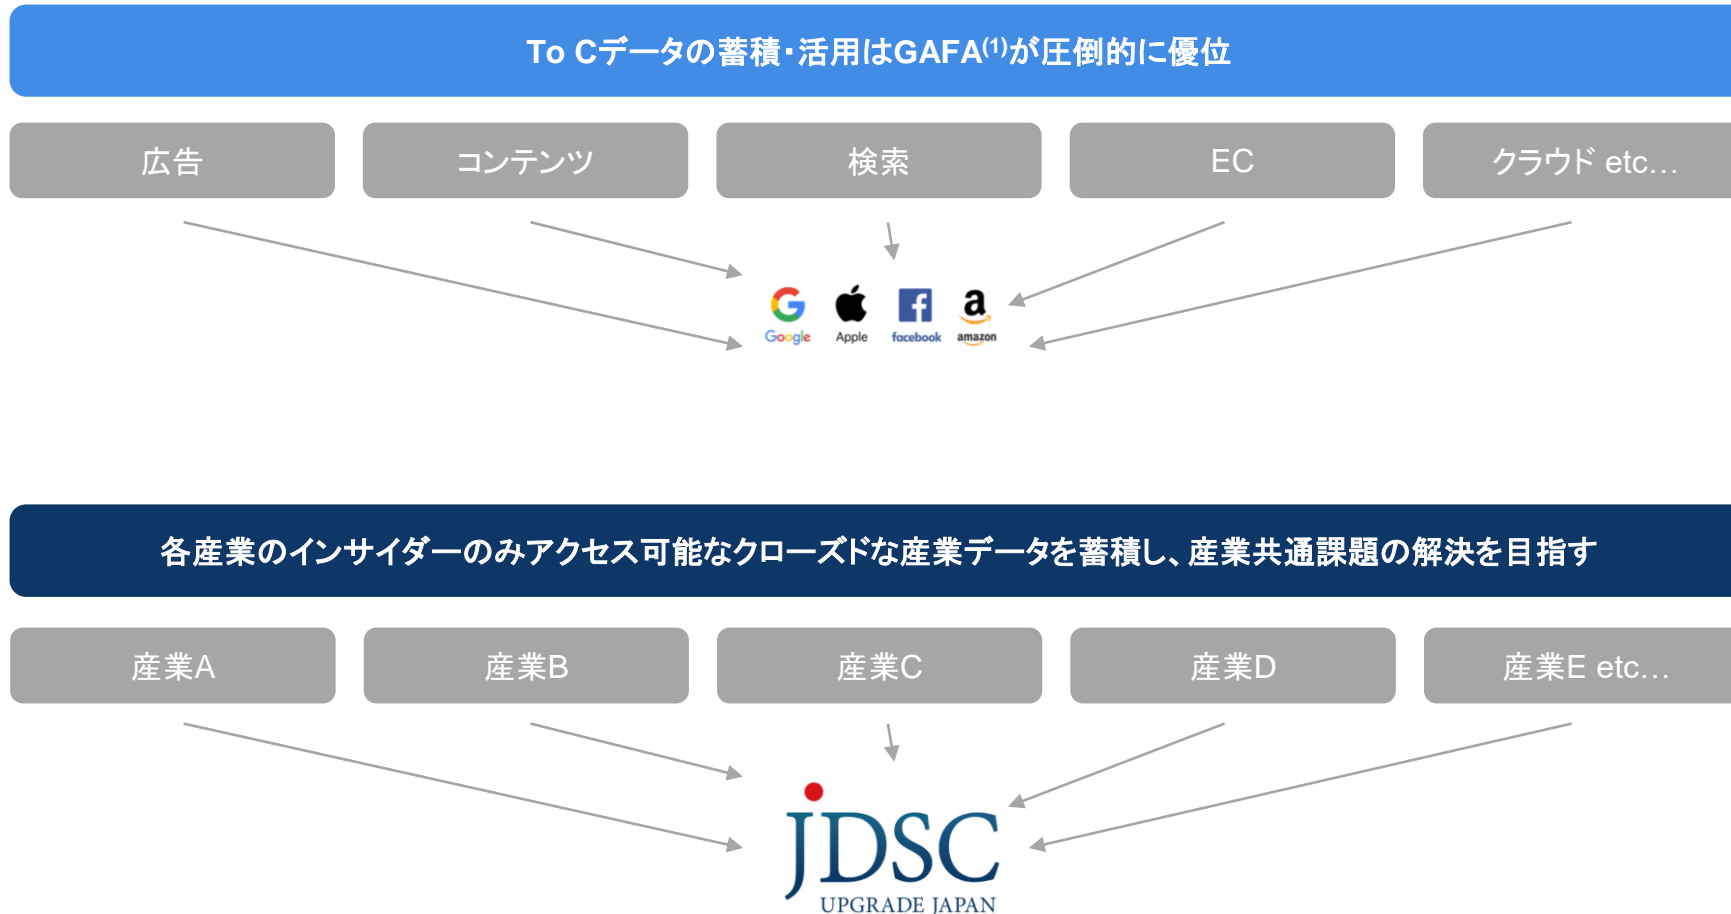 To Cデータの蓄積・活用はGAFA(1)が圧倒的に優位
広告
コンテンツ
検索
EC
クラウド etc…
Google
Apple
facebook
a
amazon
各産業のインサイダーのみアクセス可能なクローズドな産業データを蓄積し、産業共通課題の解決を目指す
産業A
産業B
産業C
産業D
産業E etc…
JDSC
UPGRADE JAPAN